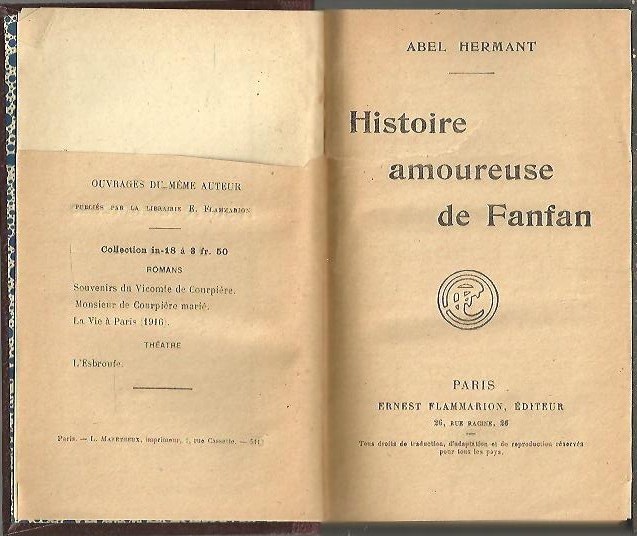 OUVRAGES DU MÊME AUTEUR
PUBLIÉS PAR LA LIBRAIRIE E. FLAMMARION
Collection in-18 à 3 fr. 50
ROMANS
Souvenirs du Vicomte de Courpière.
Monsieur de Courpière marié.
La Vie à Paris (1916).
THÉATRE
L'Esbroufe.
Paris. — L. MARETHEUX, imprimeur, 1, rue Cassette. —
ABEL HERMANT
Histoire
amoureuse
de Fanfan
PARIS
ERNEST FLAMMARION, ÉDITEUR
26, RUE RACINE, 26
Tous droits de traduction, d'adaptation et de reproduction réservés
pour tous les pays.